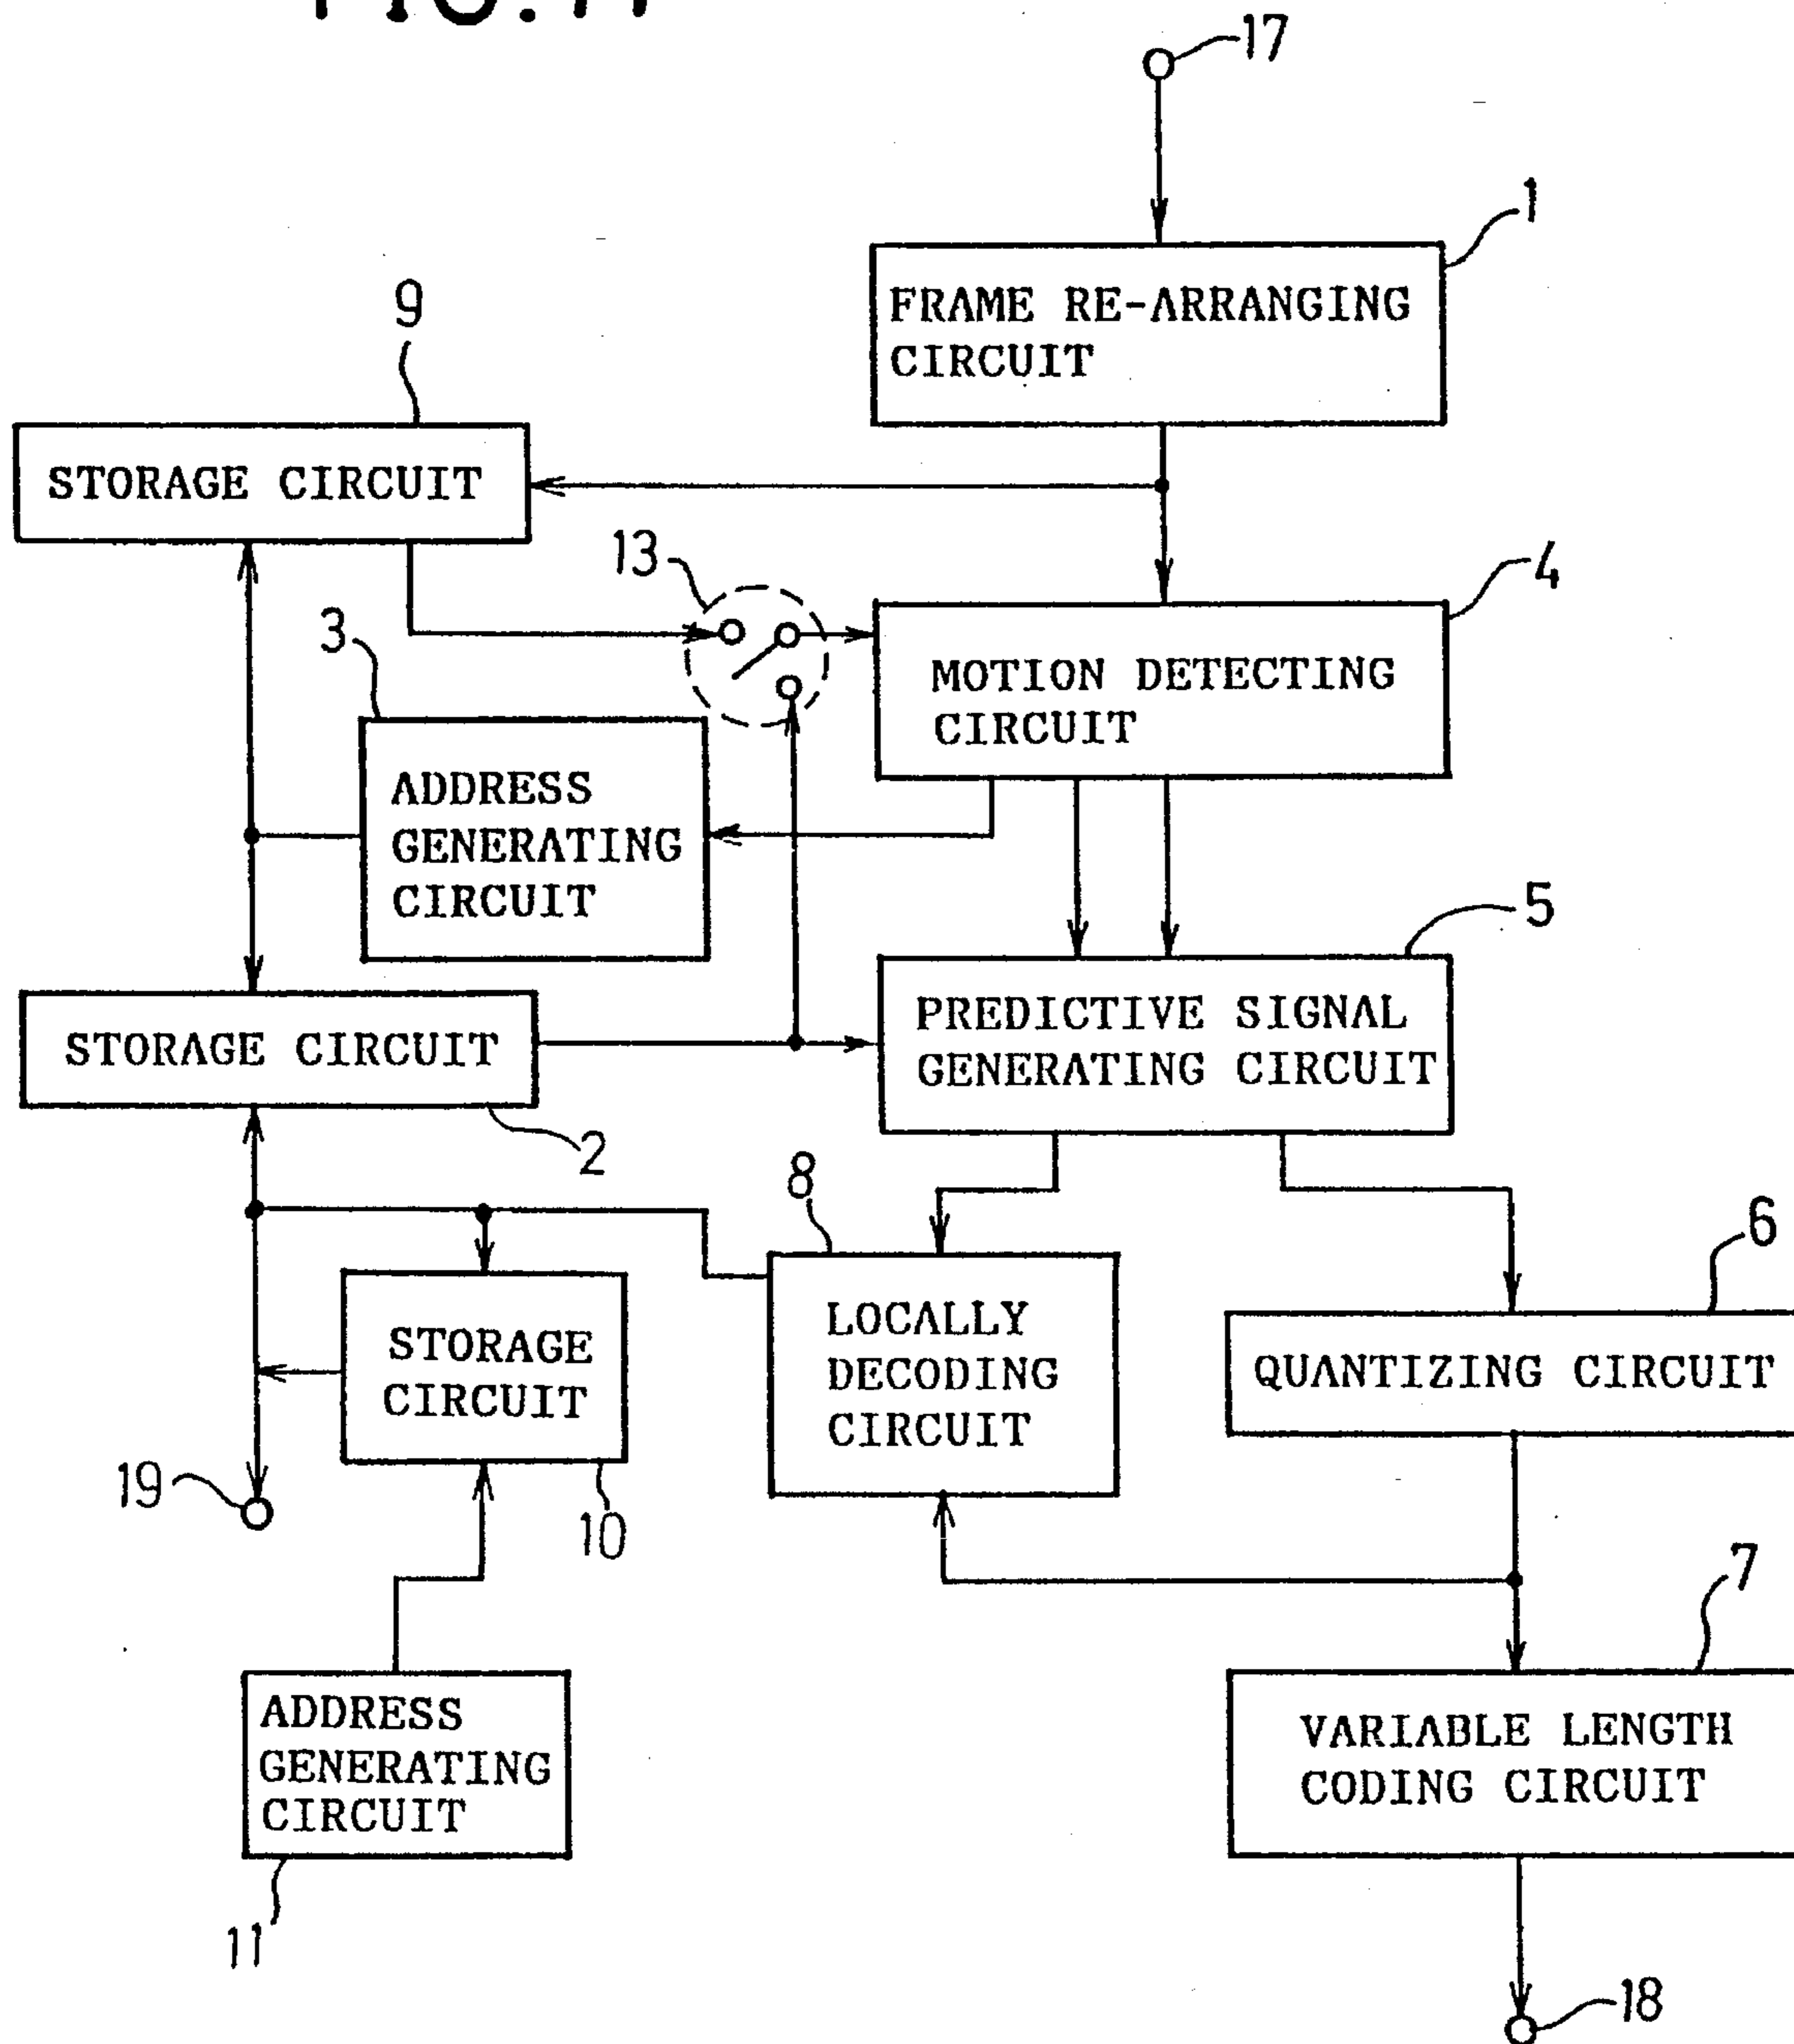 17
1
FRAME RE-ARRANGING
CIRCUIT
9
STORAGE CIRCUIT
13
4
3
MOTION DETECTING
CIRCUIT
ADDRESS
GENERATING
CIRCUIT
5
PREDICTIVE SIGNAL
GENERATING CIRCUIT
STORAGE CIRCUIT
2
8
6
LOCALLY
DECODING
CIRCUIT
STORAGE
CIRCUIT
QUANTIZING CIRCUIT
19
10
7
ADDRESS
GENERATING
CIRCUIT
VARIABLE LENGTH
CODING CIRCUIT
11
18